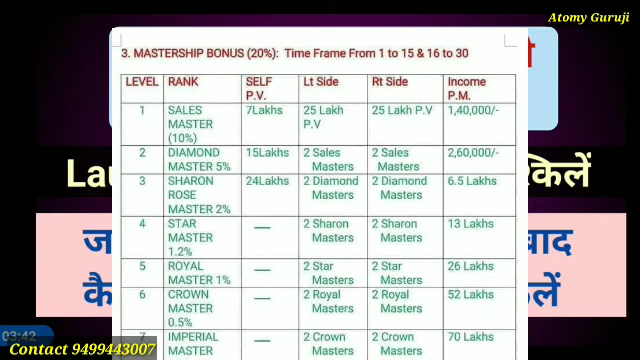 Atomy Guruji
3. MASTERSHIP BONUS (20%): Time Frame From 1 to 15 & 16 to 30
LEVEL RANK SELF P.V. Lt Side Rt Side Income P.M.
1 SALES MASTER (10%) 7Lakhs 25 Lakh P.V 25 Lakh P.V 1,40,000/-
2 DIAMOND MASTER 5% 15Lakhs 2 Sales Masters 2 Sales Masters 2,60,000/-
3 SHARON ROSE MASTER 2% 24Lakhs 2 Diamond Masters 2 Diamond Masters 6.5 Lakhs
4 STAR MASTER 1.2% — 2 Sharon Masters 2 Sharon Masters 13 Lakhs
5 ROYAL MASTER 1% — 2 Star Masters 2 Star Masters 26 Lakhs
6 CROWN MASTER 0.5% — 2 Royal Masters 2 Royal Masters 52 Lakhs
7 IMPERIAL MASTER — 2 Crown Masters 2 Crown Masters 70 Lakhs
03:42
Contact 9499443007